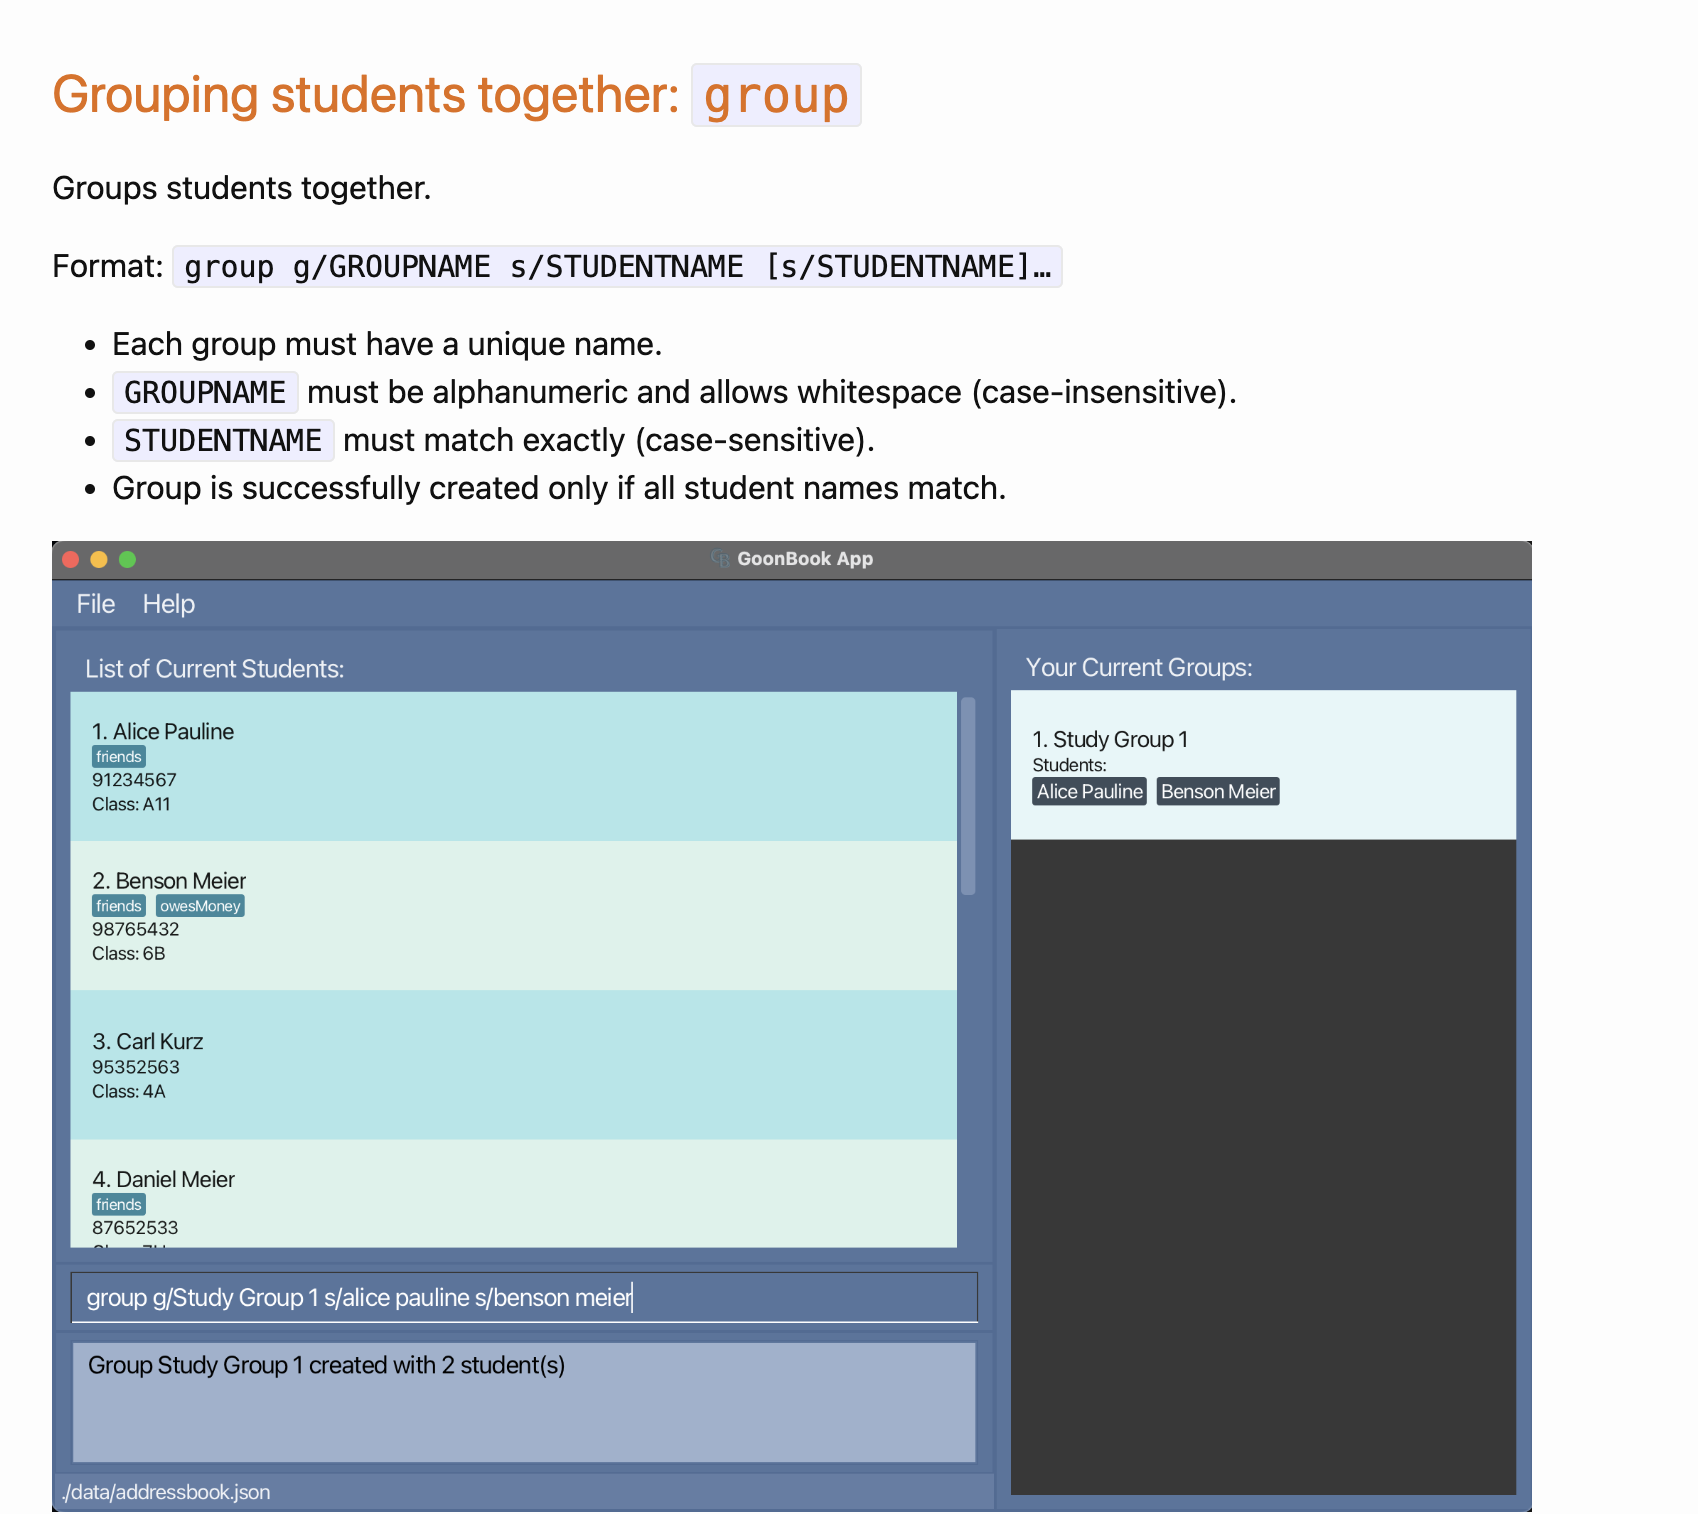 Grouping students together: group
Groups students together.
Format: group g/GROUPNAME s/STUDENTNAME [s/STUDENTNAME]…
Each group must have a unique name.
GROUPNAME must be alphanumeric and allows whitespace (case-insensitive).
STUDENTNAME must match exactly (case-sensitive).
Group is successfully created only if all student names match.
GoonBook App
File Help
List of Current Students:
1. Alice Pauline
friends
91234567
Class: A11
2. Benson Meier
friends owesMoney
98765432
Class: 6B
3. Carl Kurz
95352563
Class: 4A
4. Daniel Meier
friends
87652533
group g/Study Group 1 s/alice pauline s/benson meier
Group Study Group 1 created with 2 student(s)
./data/addressbook.json
Your Current Groups:
1. Study Group 1
Students:
Alice Pauline Benson Meier